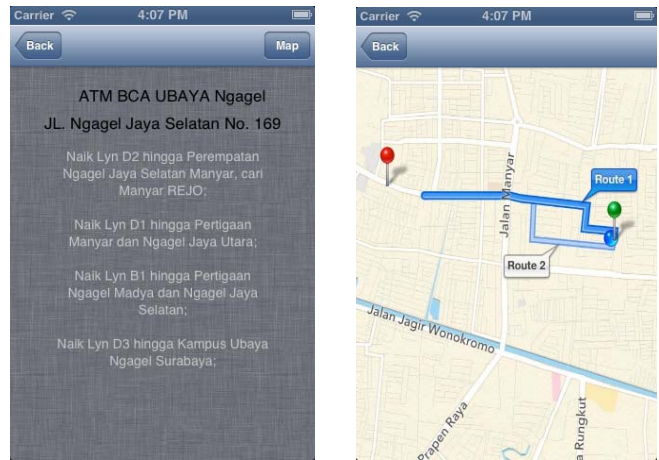 Carrier 4:07 PM
Back Map
ATM BCA UBAYA Ngagel
JL. Ngagel Jaya Selatan No. 169
Naik Lyn D2 hingga Perempatan
Ngagel Jaya Selatan Manyar, cari
Manyar REJO;
Naik Lyn D1 hingga Pertigaan
Manyar dan Ngagel Jaya Utara;
Naik Lyn B1 hingga Pertigaan
Ngagel Madya dan Ngagel Jaya
Selatan;
Naik Lyn D3 hingga Kampus Ubaya
Ngagel Surabaya;
Carrier 4:07 PM
Back
Jalan Manyar
Route 1
Route 2
Jalan Jagir Wonokromo
Prapen Raya
a Rungkut